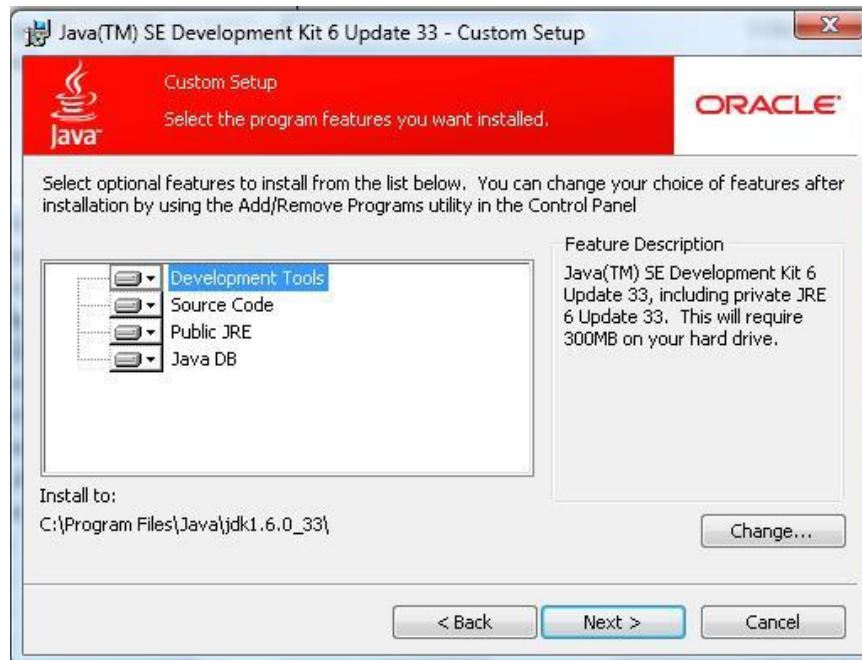 Java(TM) SE Development Kit 6 Update 33 - Custom Setup
Java
Custom Setup
Select the program features you want installed.
ORACLE
Select optional features to install from the list below. You can change your choice of features after
installation by using the Add/Remove Programs utility in the Control Panel
Development Tools
Source Code
Public JRE
Java DB
Feature Description
Java(TM) SE Development Kit 6
Update 33, including private JRE
6 Update 33. This will require
300MB on your hard drive.
Install to:
C:\Program Files\Java\jdk1.6.0_33\
Change...
< Back
Next >
Cancel